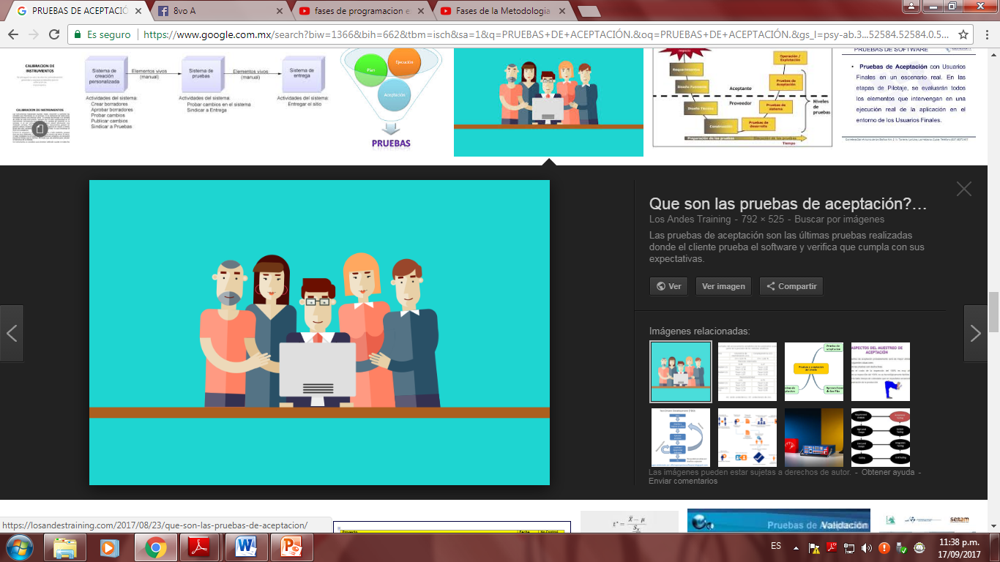 PRUEBAS DE ACEPTACIÓ
8vo A
fases de programacion e
Fases de la Metodologia
Es seguro
https://www.google.com.mx/search?biw=1366&bih=662&tbm=isch&sa=1&q=PRUEBAS+DE+ACEPTACIÓN.&oq=PRUEBAS+DE+ACEPTACIÓN.&gs_l=psy-ab.3...52584.52584.0.5...
CALIBRACION DE
INSTRUMENTOS
CALIBRACION DE INSTRUMENTOS
Sistema de
creación
personalizada
Elementos vivos
(manual)
Sistema de
pruebas
Elementos vivos
(manual)
Sistema de
entrega
Actividades del sistema:
Crear borradores
Aprobar borradores
Probar cambios
Publicar cambios
Sindicar a Pruebas
Actividades del sistema:
Probar cambios en el sistema
Sindicar a Entrega
Actividades del sistema:
Entregar el sitio
Plan
Ejecución
Aceptación
PRUEBAS
Requerimientos
Diseño Funcional
Diseño Técnico
Construcción
Aceptante
Proveedor
Operación /
Explotación
Pruebas de
Aceptación
Pruebas de
sistema
Pruebas de
desarrollo
Niveles
de
pruebas
Preparación de las pruebas
Ejecución de las pruebas
Tiempo
PRUEBAS DE SOFTWARE
• Pruebas de Aceptación con Usuarios
Finales en un escenario real. En las
etapas de Pilotaje, se evaluarán todos
los elementos que intervengan en una
ejecución real de la aplicación en el
entorno de los Usuarios Finales.
Que son las pruebas de aceptación?…
Los Andes Training - 792 × 525 - Buscar por imágenes
Las pruebas de aceptación son las últimas pruebas realizadas
donde el cliente prueba el software y verifica que cumpla con sus
expectativas.
Ver
Ver imagen
Compartir
Imágenes relacionadas:
Pruebas y aceptación
del cliente
ASPECTOS DEL MUESTREO DE
ACEPTACIÓN
Las imágenes pueden estar sujetas a derechos de autor. - Obtener ayuda -
Enviar comentarios
https://losandestraining.com/2017/08/23/que-son-las-pruebas-de-aceptacion/
Proyecto
Fecha
No Control
Pruebas de Validación
ES
11:38 p.m.
17/09/2017